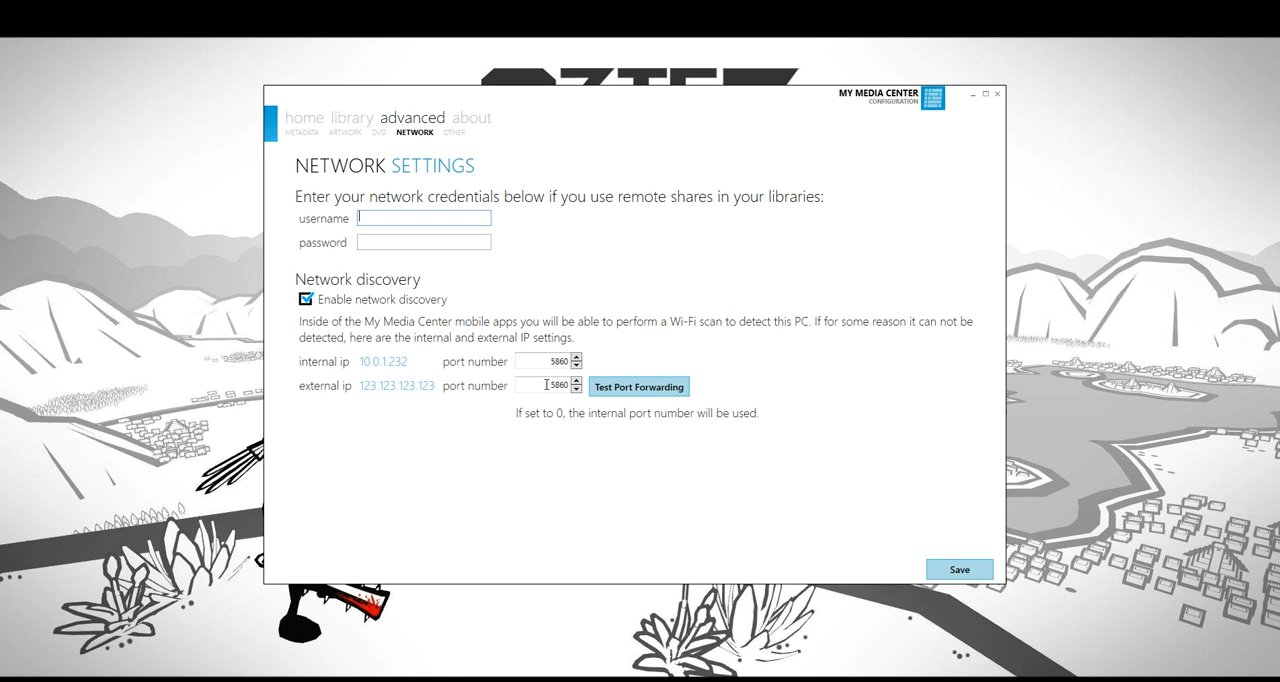 AZTEZ
MY MEDIA CENTER
CONFIGURATION
home library advanced about
METADATA ARTWORK DVD NETWORK OTHER
NETWORK SETTINGS
Enter your network credentials below if you use remote shares in your libraries:
username
password
Network discovery
Enable network discovery
Inside of the My Media Center mobile apps you will be able to perform a Wi-Fi scan to detect this PC. If for some reason it can not be
detected, here are the internal and external IP settings.
internal ip 10.0.1.232 port number 5860
external ip 123.123.123.123 port number 5860 Test Port Forwarding
If set to 0, the internal port number will be used.
Save